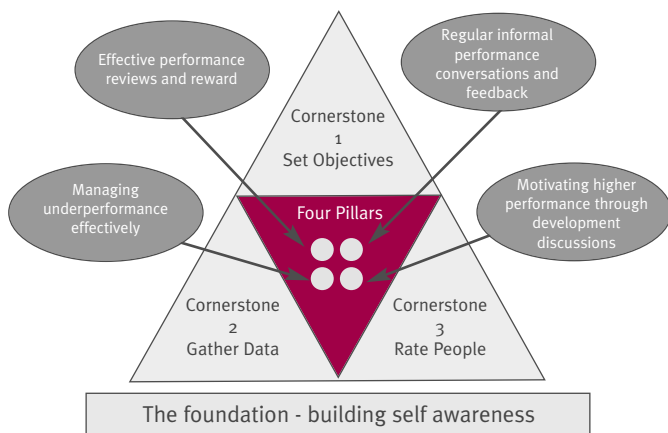 Effective performance
reviews and reward
Regular informal
performance
conversations and
feedback
Cornerstone
1
Set Objectives
Managing
underperformance
effectively
Four Pillars
Motivating higher
performance through
development
discussions
Cornerstone
2
Gather Data
Cornerstone
3
Rate People
The foundation - building self awareness